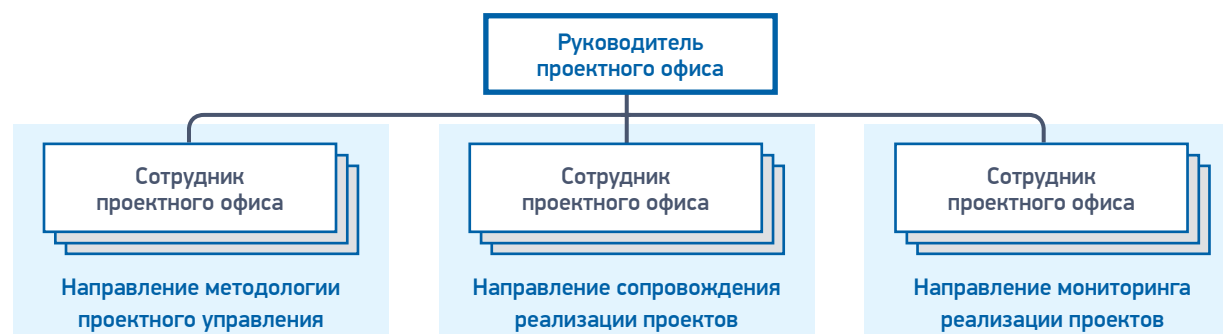 Руководитель
проектного офиса
Сотрудник
проектного офиса
Направление методологии
проектного управления
Сотрудник
проектного офиса
Направление сопровождения
реализации проектов
Сотрудник
проектного офиса
Направление мониторинга
реализации проектов